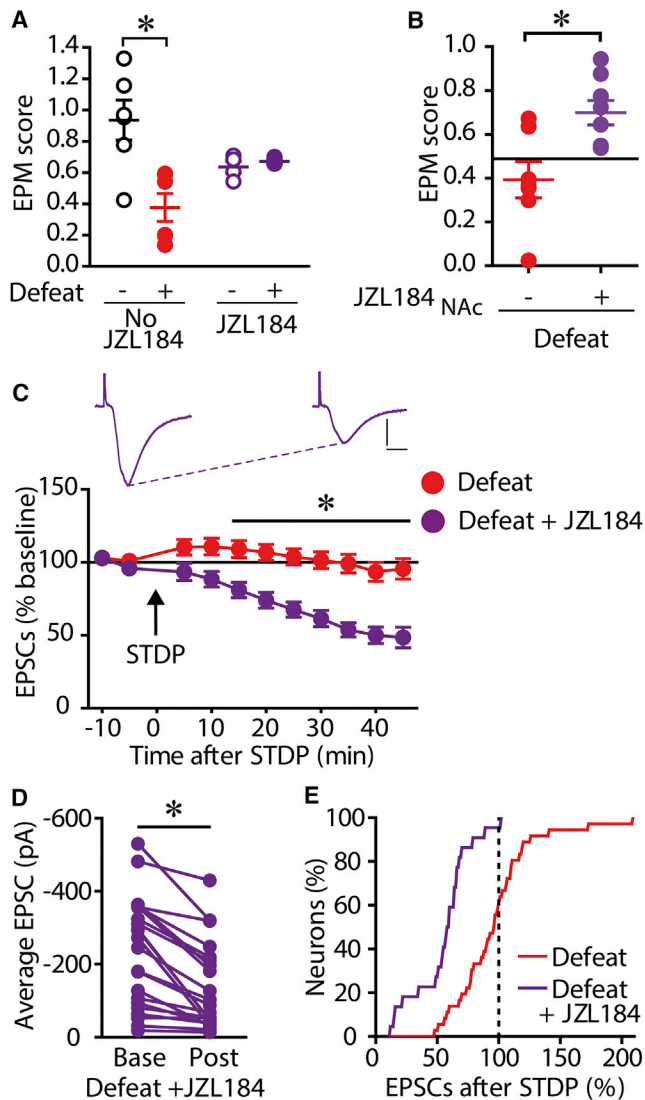 A
*
EPM score
1.4
1.2
1.0
0.8
0.6
0.4
0.2
0.0
Defeat - + - +
No JZL184
JZL184
B
*
EPM score
1.0
0.8
0.6
0.4
0.2
0.0
JZL184 NAc - +
Defeat
C
150
100
50
0
EPSCs (% baseline)
*
STDP
Defeat
Defeat + JZL184
-10 0 10 20 30 40
Time after STDP (min)
D
*
Average EPSC (pA)
-600
-400
-200
0
Base Post
Defeat +JZL184
E
Neurons (%)
100
80
60
40
20
0
Defeat
Defeat
+ JZL184
0 50 100 150 200
EPSCs after STDP (%)